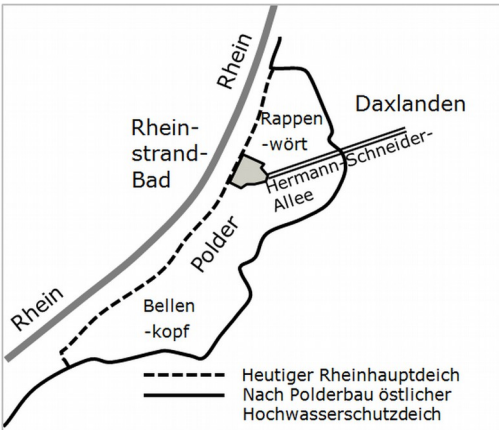 Rhein
Daxlanden
Rappen
-wört
Rhein-
strand-
Bad
Hermann-Schneider-
Allee
Polder
Rhein
Bellen
-kopf
Heutiger Rheinhauptdeich
Nach Polderbau östlicher
Hochwasserschutzdeich